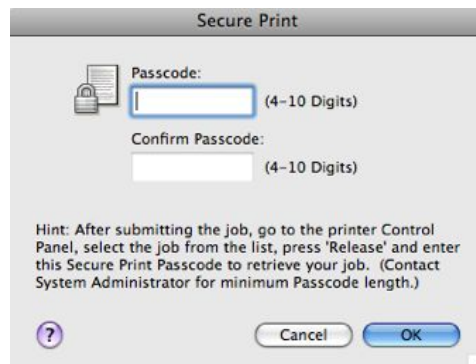 Secure Print
Passcode:
(4-10 Digits)
Confirm Passcode:
(4-10 Digits)
Hint: After submitting the job, go to the printer Control
Panel, select the job from the list, press 'Release' and enter
this Secure Print Passcode to retrieve your job. (Contact
System Administrator for minimum Passcode length.)
? Cancel OK